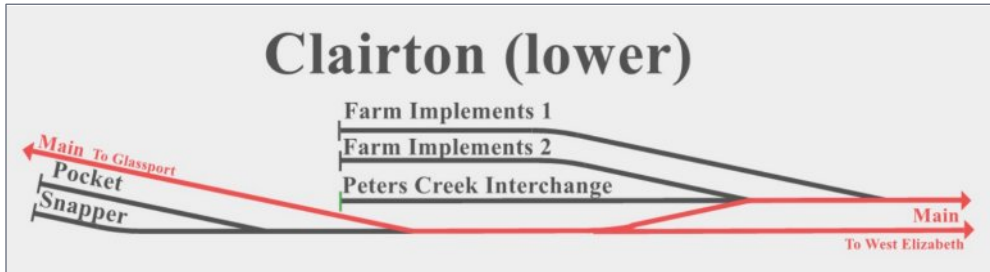 Clairton (lower)
Farm Implements 1
Main To Glassport
Farm Implements 2
Pocket
Peters Creek Interchange
Snapper
Main
To West Elizabeth